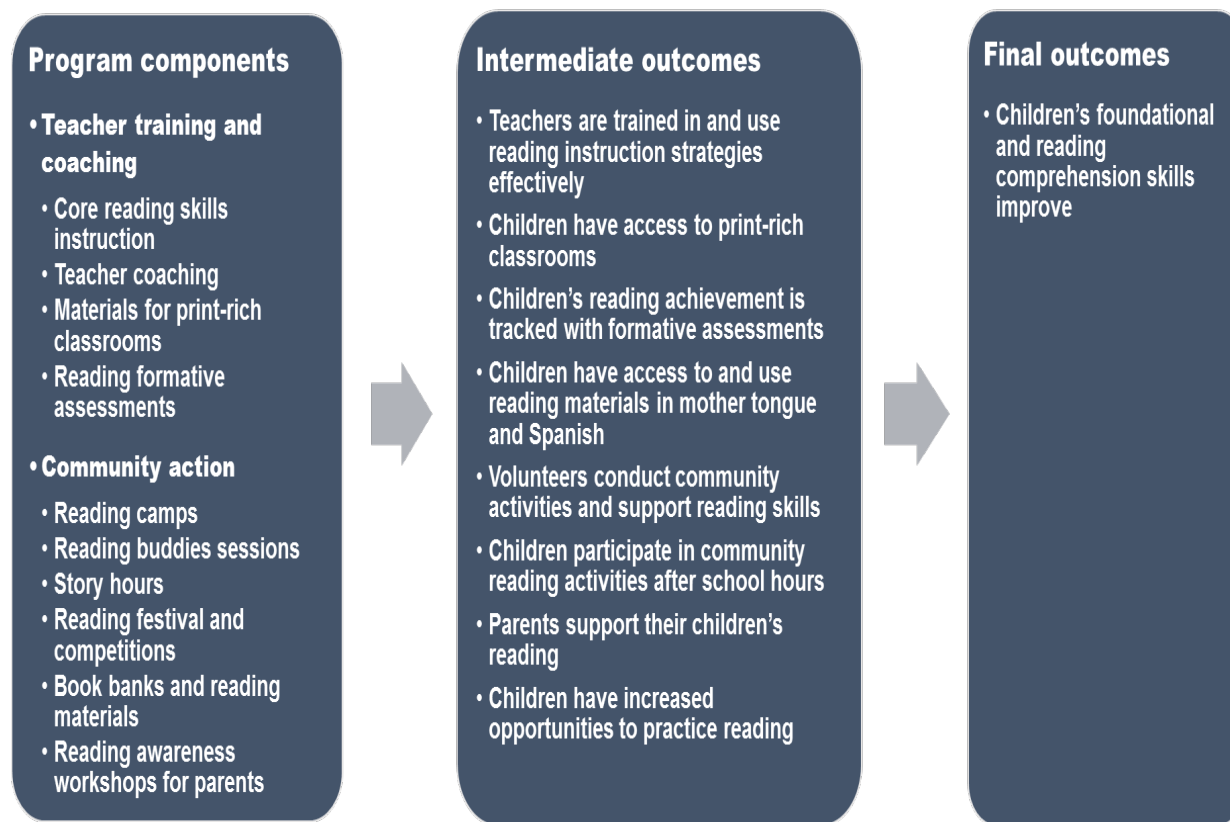 Program components
• Teacher training and
coaching
• Core reading skills
instruction
• Teacher coaching
• Materials for print-rich
classrooms
• Reading formative
assessments
• Community action
• Reading camps
• Reading buddies sessions
• Story hours
• Reading festival and
competitions
• Book banks and reading
materials
• Reading awareness
workshops for parents
Intermediate outcomes
• Teachers are trained in and use
reading instruction strategies
effectively
• Children have access to print-rich
classrooms
• Children’s reading achievement is
tracked with formative assessments
• Children have access to and use
reading materials in mother tongue
and Spanish
• Volunteers conduct community
activities and support reading skills
• Children participate in community
reading activities after school hours
• Parents support their children’s
reading
• Children have increased
opportunities to practice reading
Final outcomes
• Children’s foundational
and reading
comprehension skills
improve